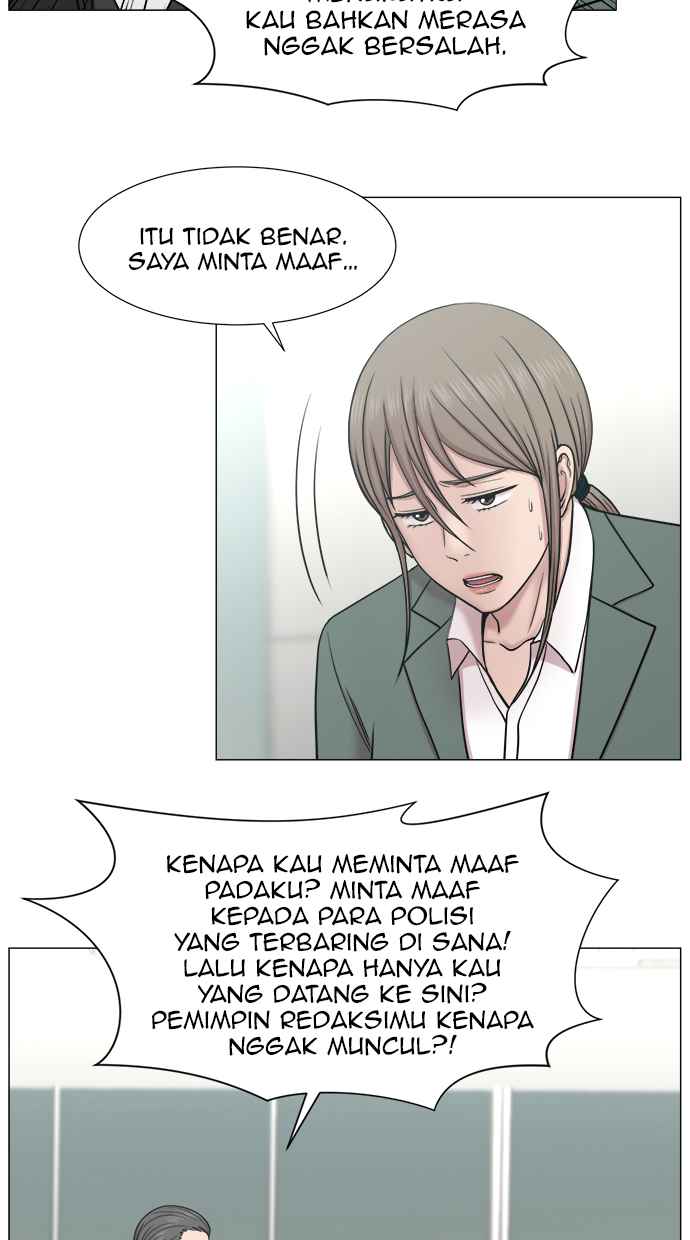 KAU BAHKAN MERASA
NGGAK BERSALAH.
ITU TIDAK BENAR.
SAYA MINTA MAAF...
KENAPA KAU MEMINTA MAAF
PADAKU? MINTA MAAF
KEPADA PARA POLISI
YANG TERBARING DI SANA!
LALU KENAPA HANYA KAU
YANG DATANG KE SINI?
PEMIMPIN REDAKSIMU KENAPA
NGGAK MUNCUL?!